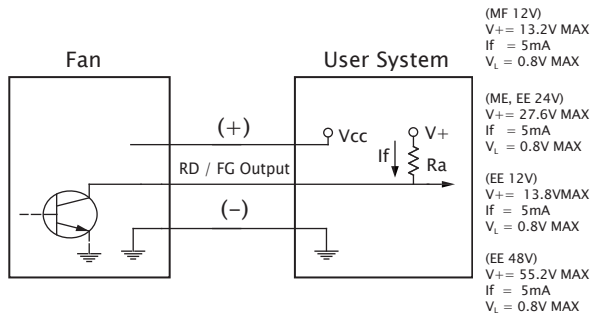 Fan
User System
(+)
Vcc
V+
If
Ra
RD / FG Output
(−)
(MF 12V)
V+= 13.2V MAX
If = 5mA
VL = 0.8V MAX
(ME, EE 24V)
V+= 27.6V MAX
If = 5mA
VL = 0.8V MAX
(EE 12V)
V+= 13.8VMAX
If = 5mA
VL = 0.8V MAX
(EE 48V)
V+= 55.2V MAX
If = 5mA
VL = 0.8V MAX